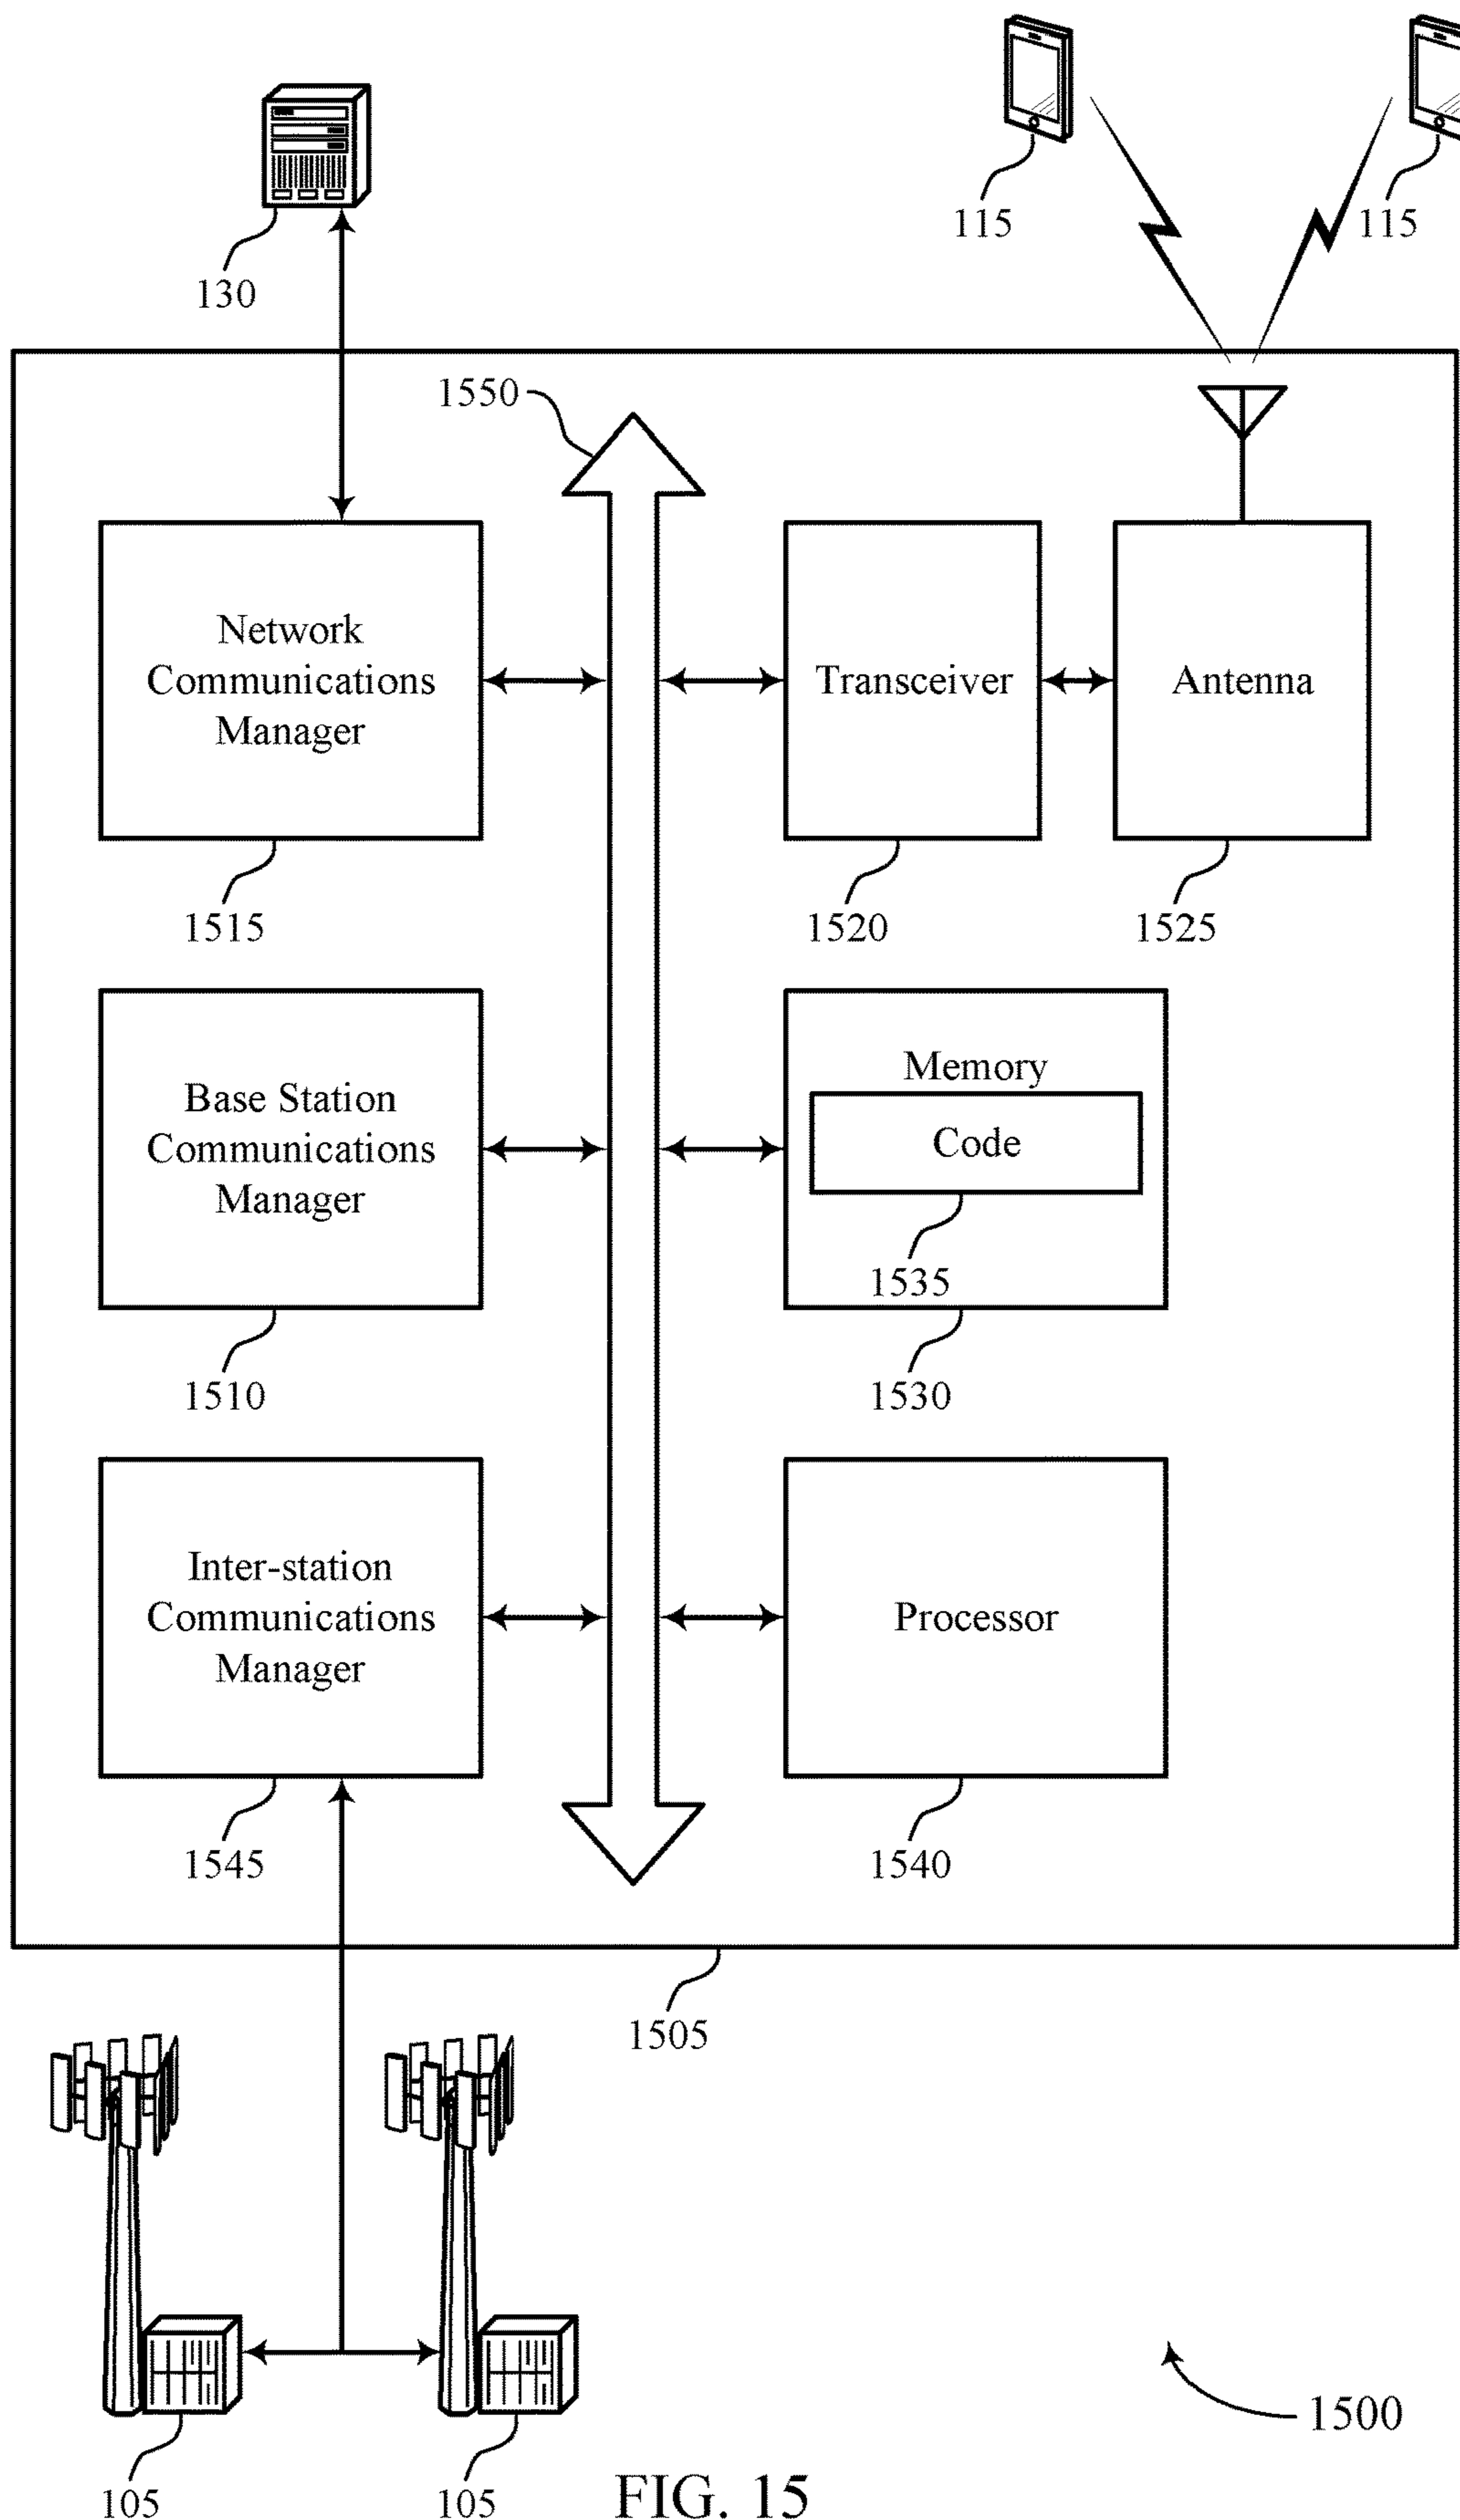 115
115
130
1550
Network
Communications
Manager
Transceiver
Antenna
1515
1520
1525
Base Station
Communications
Manager
Memory
Code
1535
1510
1530
Inter-station
Communications
Manager
Processor
1545
1540
1505
1500
105
105
FIG. 15